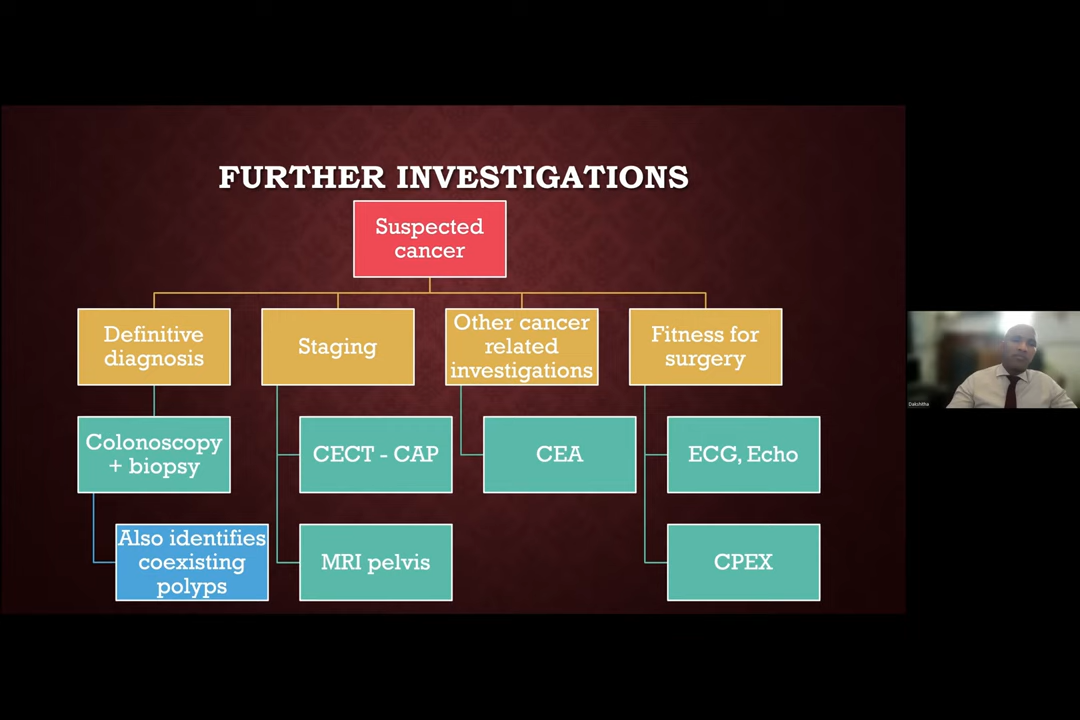 FURTHER INVESTIGATIONS
Suspected
cancer
Definitive
diagnosis
Staging
Other cancer
related
investigations
Fitness for
surgery
Colonoscopy
+ biopsy
CECT - CAP
CEA
ECG, Echo
Also identifies
coexisting
polyps
MRI pelvis
CPEX
Dakshitha